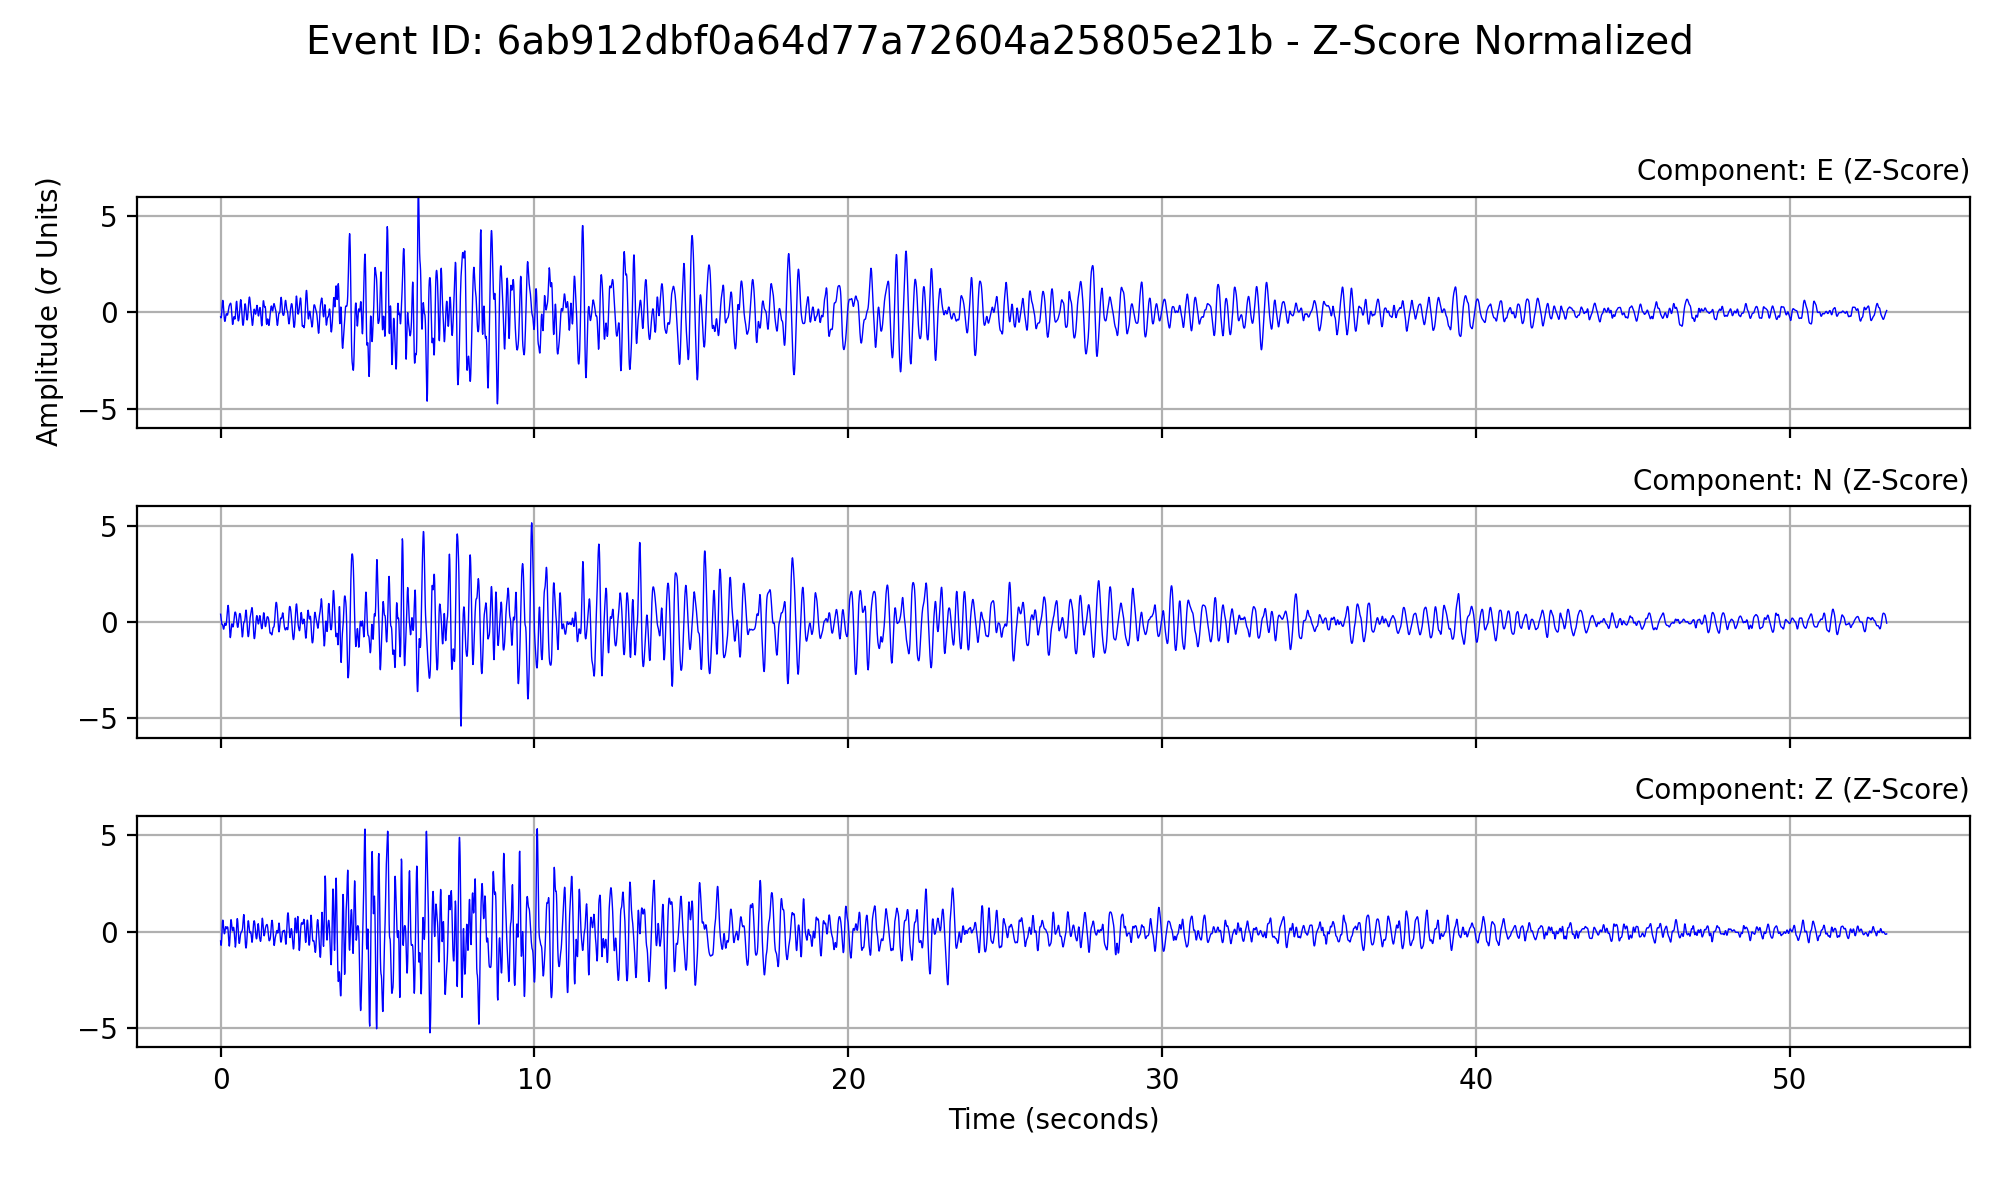 Event ID: 6ab912dbf0a64d77a72604a25805e21b - Z-Score Normalized
Component: E (Z-Score)
Amplitude (σ Units)
5
0
−5
Component: N (Z-Score)
5
0
−5
Component: Z (Z-Score)
5
0
−5
0 10 20 30 40 50
Time (seconds)